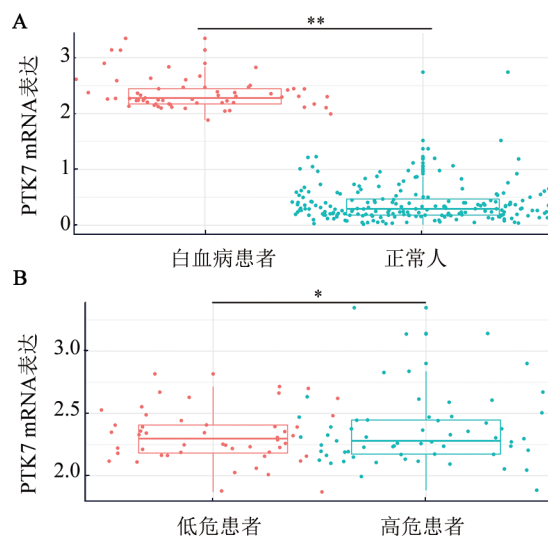 A
**
PTK7 mRNA表达
3
2
1
0
白血病患者
正常人
B
*
PTK7 mRNA表达
3.0
2.5
2.0
低危患者
高危患者